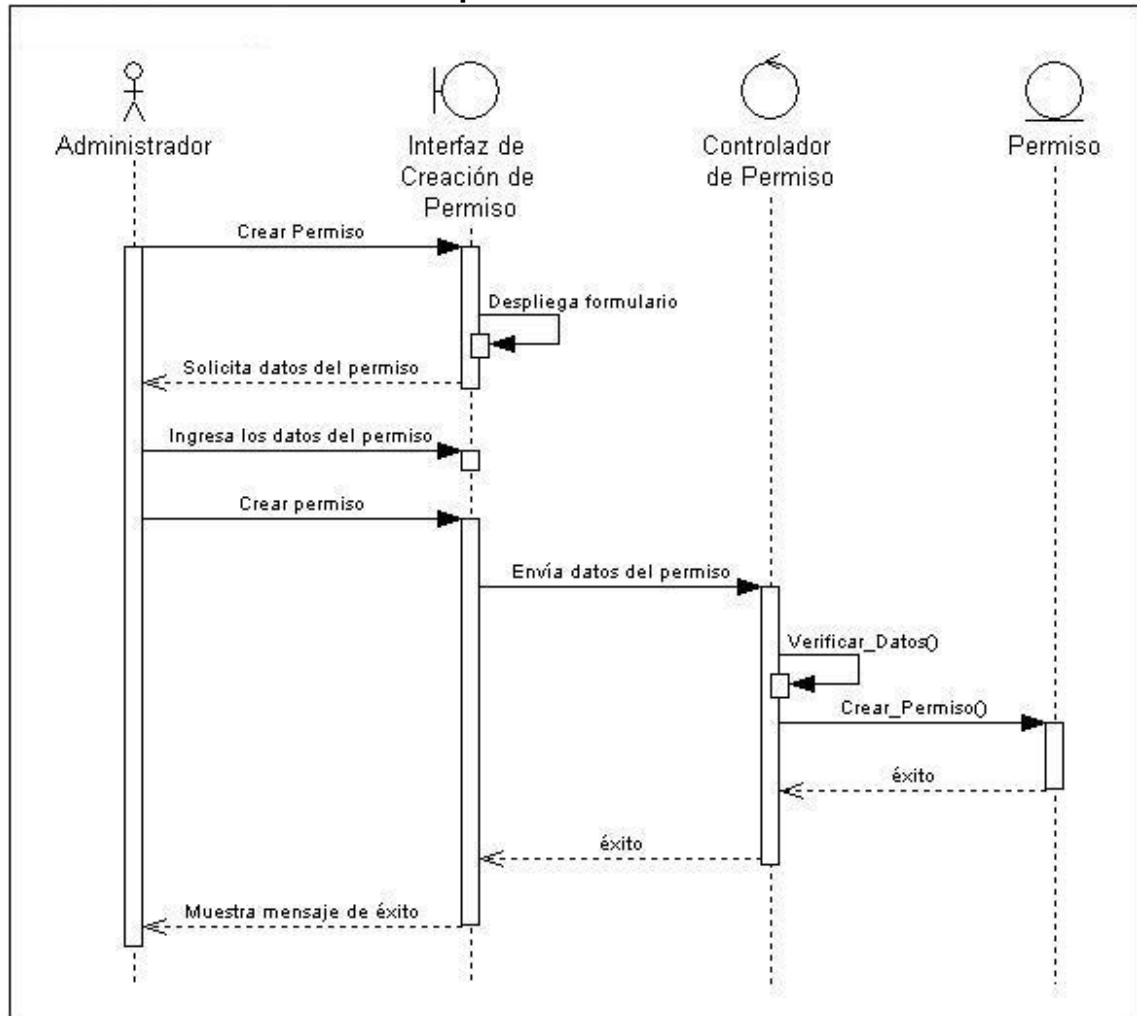 Administrador
Interfaz de
Creación de
Permiso
Controlador
de Permiso
Permiso
Crear Permiso
Despliega formulario
Solicita datos del permiso
Ingresa los datos del permiso
Crear permiso
Envía datos del permiso
Verificar_Datos()
Crear_Permiso()
éxito
éxito
Muestra mensaje de éxito